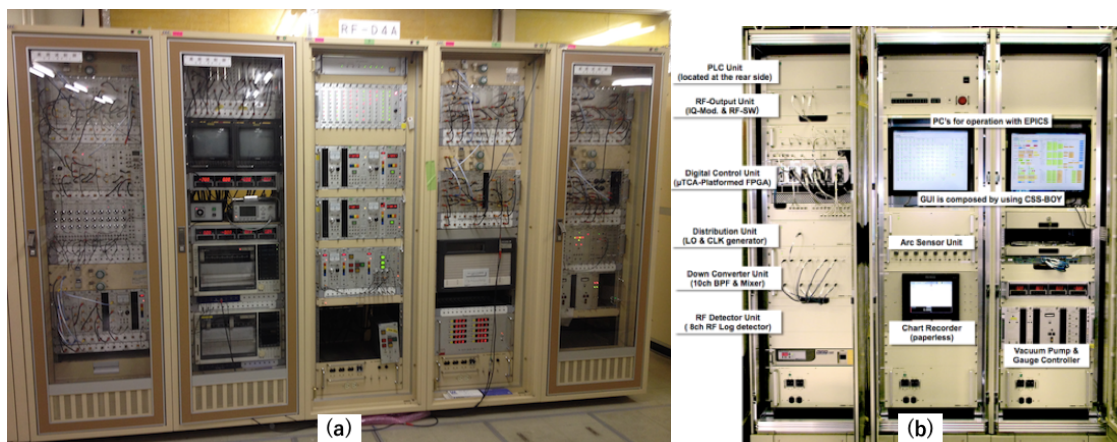 RF-D4A
(a)
PLC Unit
(located at the rear side)
RF-Output Unit
(IQ-Mod. & RF-SW)
Digital Control Unit
(μTCA-Platformed FPGA)
Distribution Unit
(LO & CLK generator)
Down Converter Unit
(10ch BPF & Mixer)
RF Detector Unit
( 8ch RF Log detector)
PC's for operation with EPICS
GUI is composed by using CSS-BOY
Arc Sensor Unit
Chart Recorder
(paperless)
Vacuum Pump &
Gauge Controller
(b)